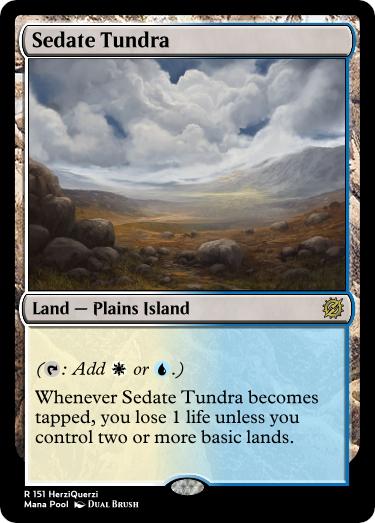 Sedate Tundra
Land — Plains Island
(: Add or .)
Whenever Sedate Tundra becomes
tapped, you lose 1 life unless you
control two or more basic lands.
R 151 HerziQuerzi
Mana Pool DUAL BRUSH